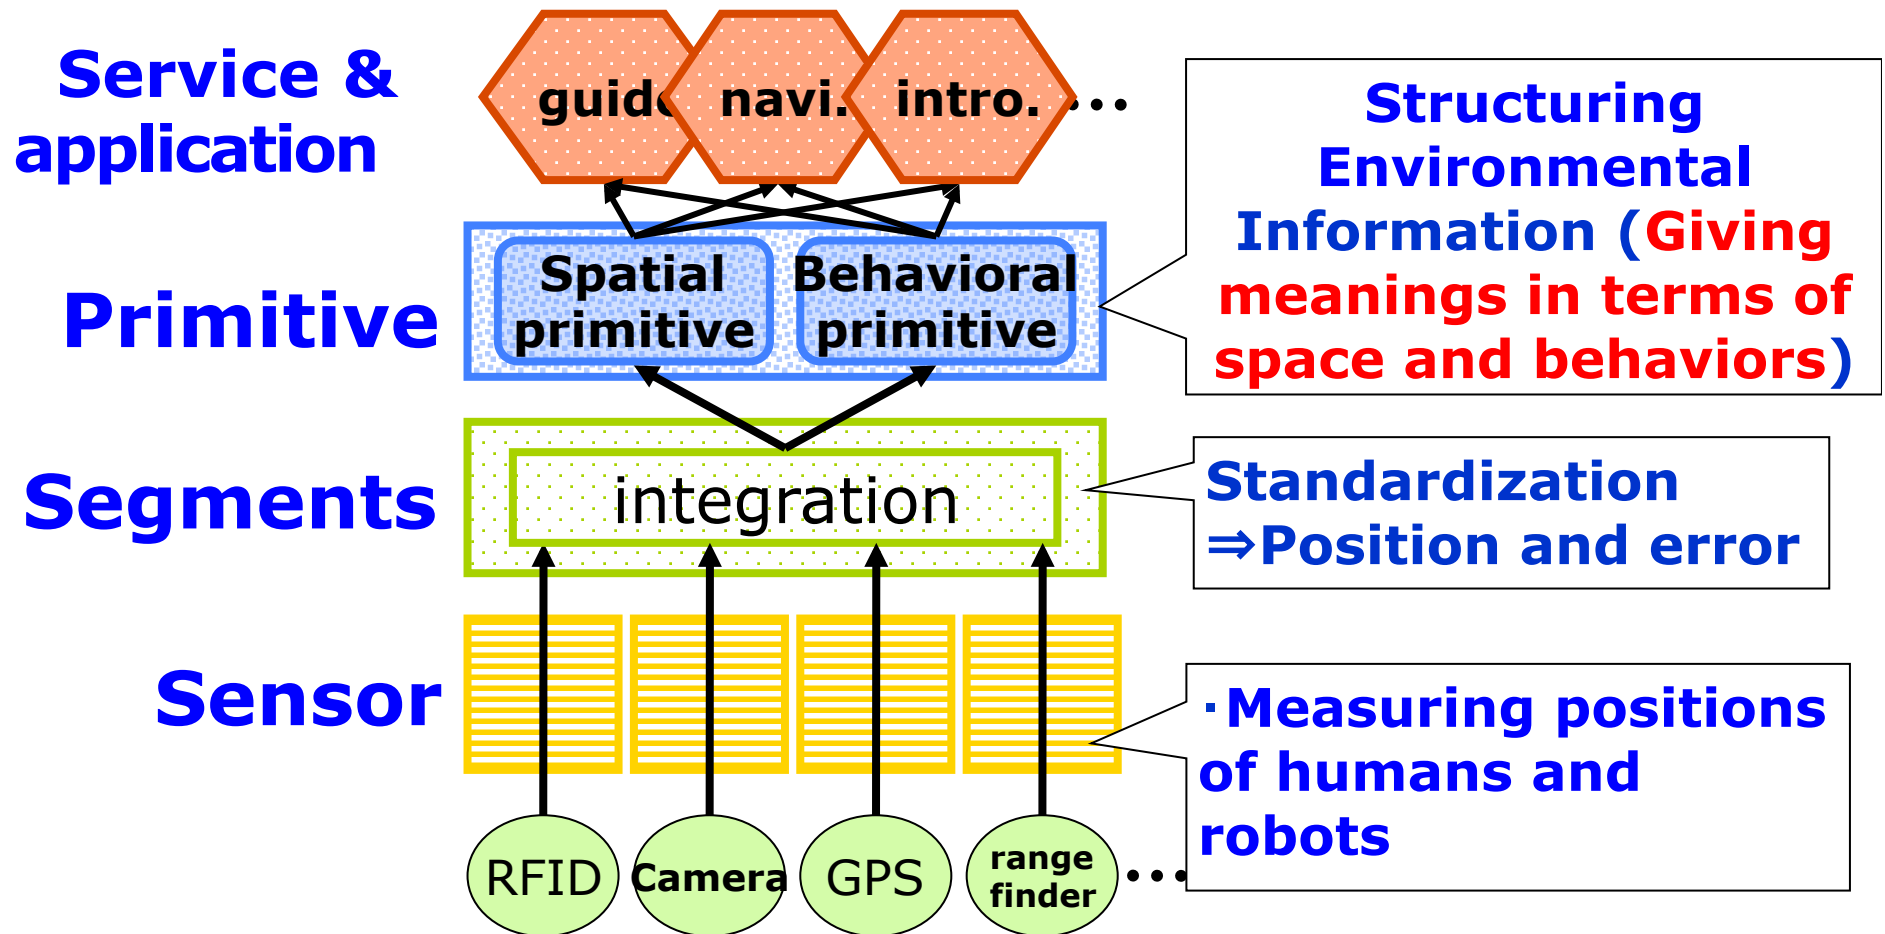 Service &
application
guide
navi.
intro.
...
Primitive
Spatial
primitive
Behavioral
primitive
Structuring
Environmental
Information (Giving
meanings in terms of
space and behaviors)
Segments
integration
Standardization
⇒Position and error
Sensor
·Measuring positions
of humans and
robots
RFID
Camera
GPS
range
finder
...